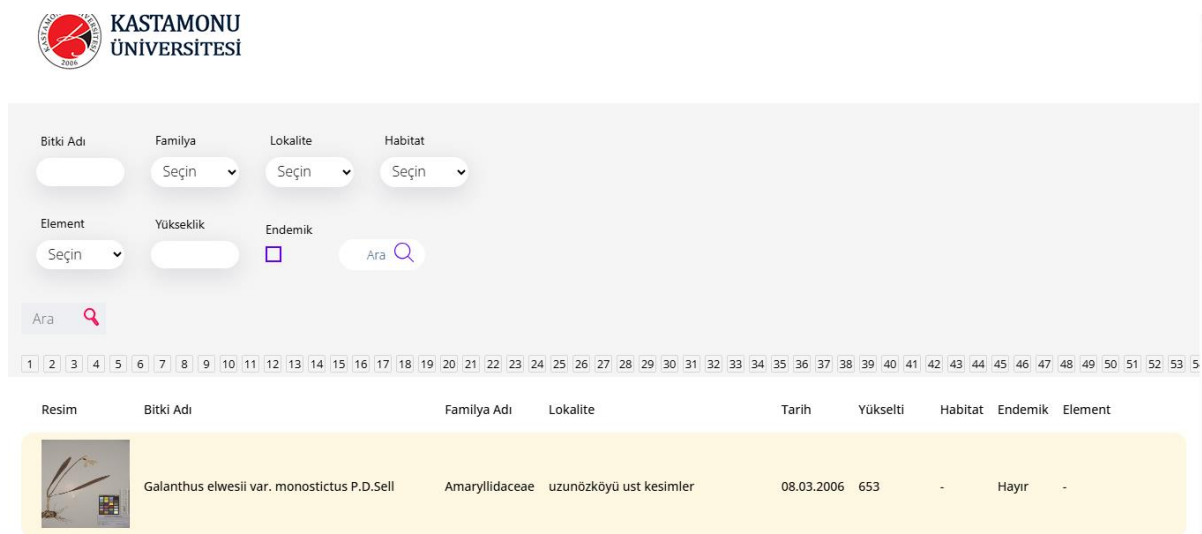 KASTAMONU
ÜNİVERSİTESİ
KASTAMONU ÜNİVERSİTESİ
2006
Bitki Adı Familya Lokalite Habitat
Seçin Seçin Seçin
Element Yükseklik Endemik
Seçin Ara
Ara
1 2 3 4 5 6 7 8 9 10 11 12 13 14 15 16 17 18 19 20 21 22 23 24 25 26 27 28 29 30 31 32 33 34 35 36 37 38 39 40 41 42 43 44 45 46 47 48 49 50 51 52 53
Resim Bitki Adı Familya Adı Lokalite Tarih Yükselti Habitat Endemik Element
Galanthus elwesii var. monostictus P.D.Sell Amaryllidaceae uzunözköyü ust kesimler 08.03.2006 653 - Hayır -